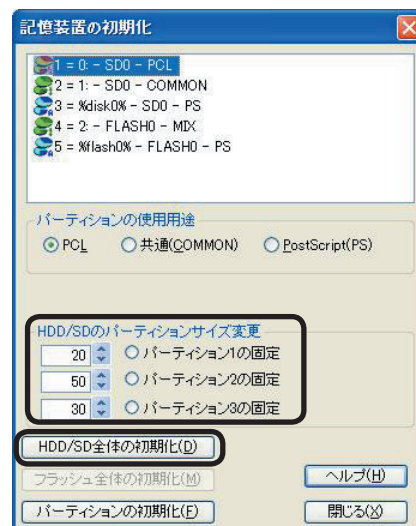 記憶装置の初期化
1 = 0: - SD0 - PCL
2 = 1: - SD0 - COMMON
3 = %disk0% - SD0 - PS
4 = 2: - FLASH0 - MIX
5 = %flash0% - FLASH0 - PS
パーティションの使用用途
PCL 共通(COMMON) PostScript(PS)
HDD/SDのパーティションサイズ変更
20 パーティション1の固定
50 パーティション2の固定
30 パーティション3の固定
HDD/SD全体の初期化(D)
フラッシュ全体の初期化(M) ヘルプ(H)
パーティションの初期化(F) 閉じる(X)